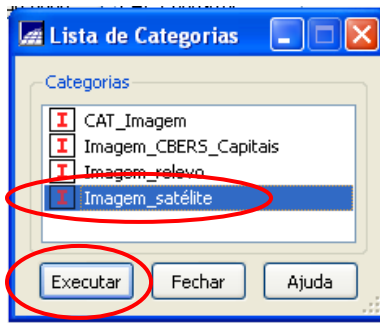 Lista de Categorias
Categorias
I CAT_Imagem
I Imagem_CBERS_Capitais
I Imagem_relevo
I Imagem_satélite
Executar Fechar Ajuda